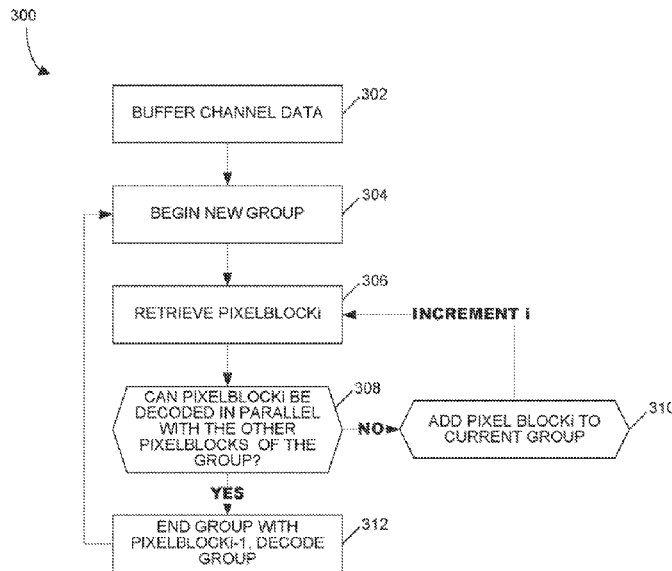 300
BUFFER CHANNEL DATA
302
BEGIN NEW GROUP
304
RETRIEVE PIXELBLOCKi
306
INCREMENT i
CAN PIXELBLOCKi BE
DECODED IN PARALLEL
WITH THE OTHER
PIXELBLOCKS OF THE
GROUP?
308
NO
ADD PIXEL BLOCKi TO
CURRENT GROUP
310
YES
END GROUP WITH
PIXELBLOCKi-1, DECODE
GROUP
312